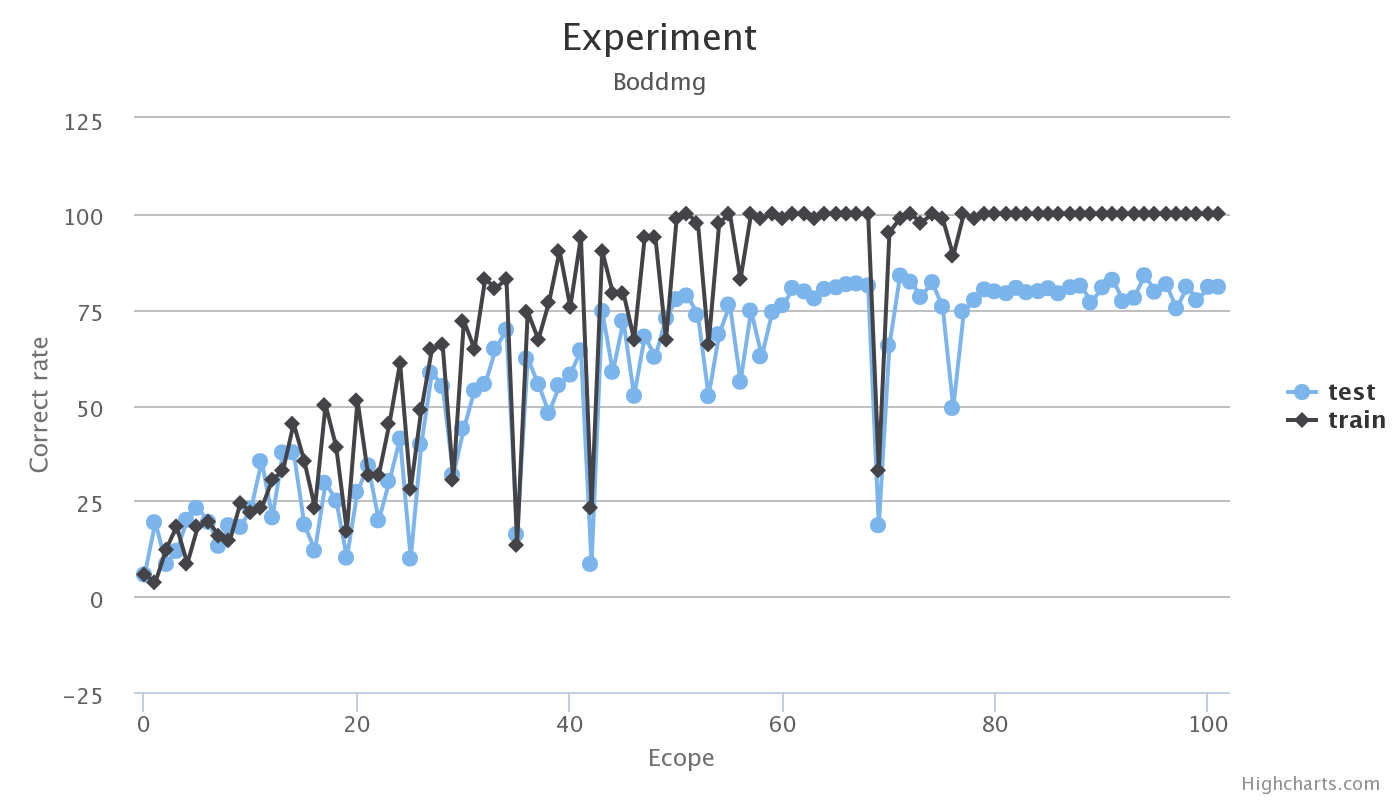 Experiment
Boddmg
125
100
75
50
25
0
−25
Correct rate
0 20 40 60 80 100
Ecope
test
train
Highcharts.com